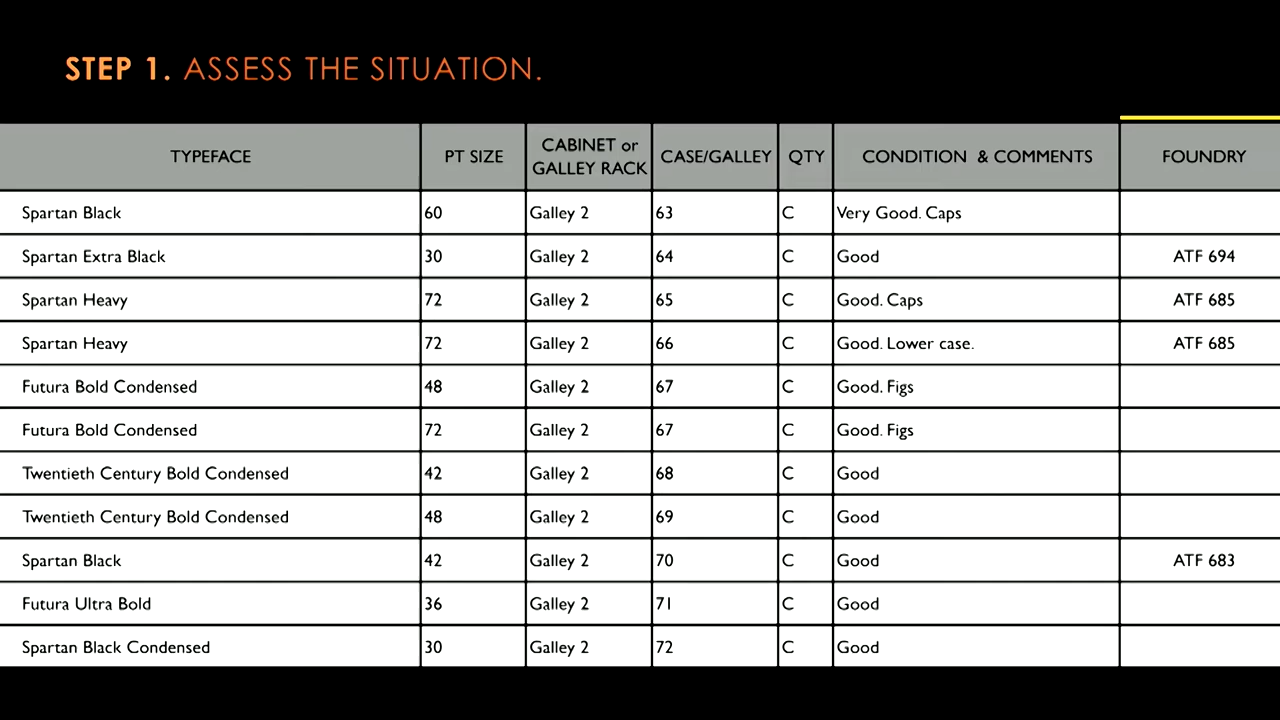 STEP 1. ASSESS THE SITUATION.
TYPEFACE PT SIZE CABINET or GALLEY RACK CASE/GALLEY QTY CONDITION & COMMENTS FOUNDRY
Spartan Black 60 Galley 2 63 C Very Good. Caps
Spartan Extra Black 30 Galley 2 64 C Good ATF 694
Spartan Heavy 72 Galley 2 65 C Good. Caps ATF 685
Spartan Heavy 72 Galley 2 66 C Good. Lower case. ATF 685
Futura Bold Condensed 48 Galley 2 67 C Good. Figs
Futura Bold Condensed 72 Galley 2 67 C Good. Figs
Twentieth Century Bold Condensed 42 Galley 2 68 C Good
Twentieth Century Bold Condensed 48 Galley 2 69 C Good
Spartan Black 42 Galley 2 70 C Good ATF 683
Futura Ultra Bold 36 Galley 2 71 C Good
Spartan Black Condensed 30 Galley 2 72 C Good